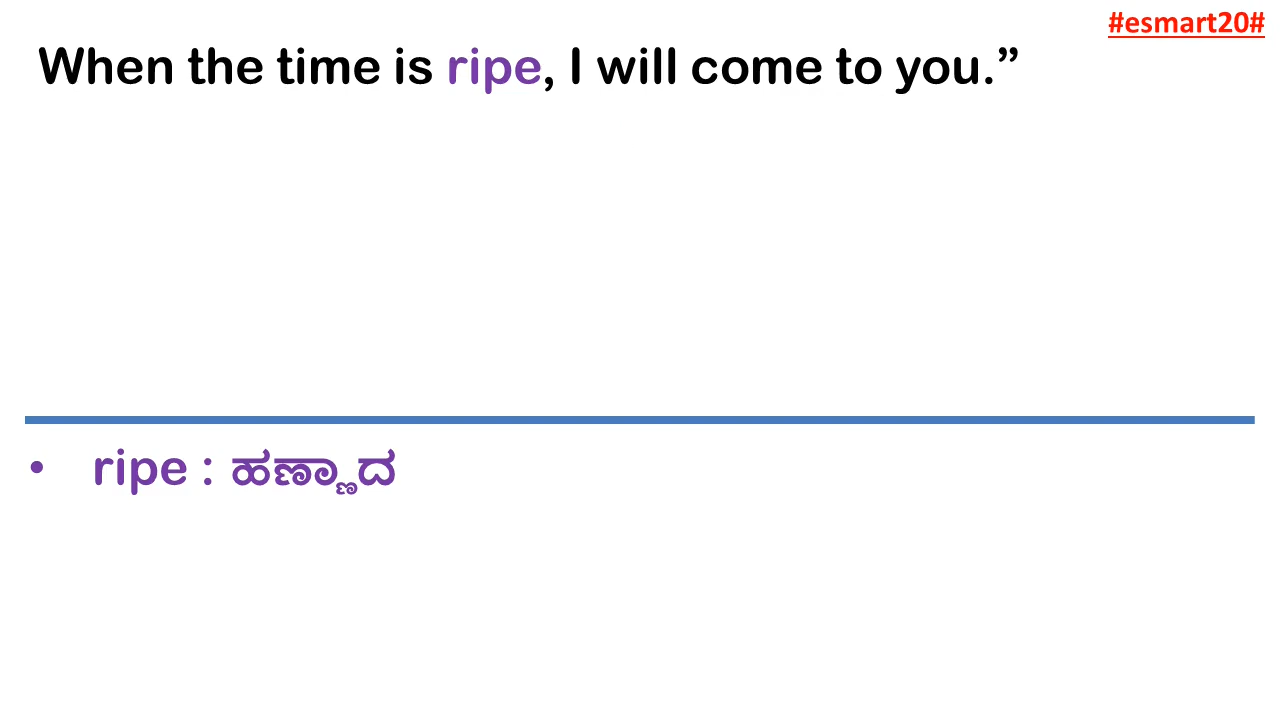 #esmart20#
When the time is ripe, I will come to you.”
• ripe : ಹಣ್ಣಾದ